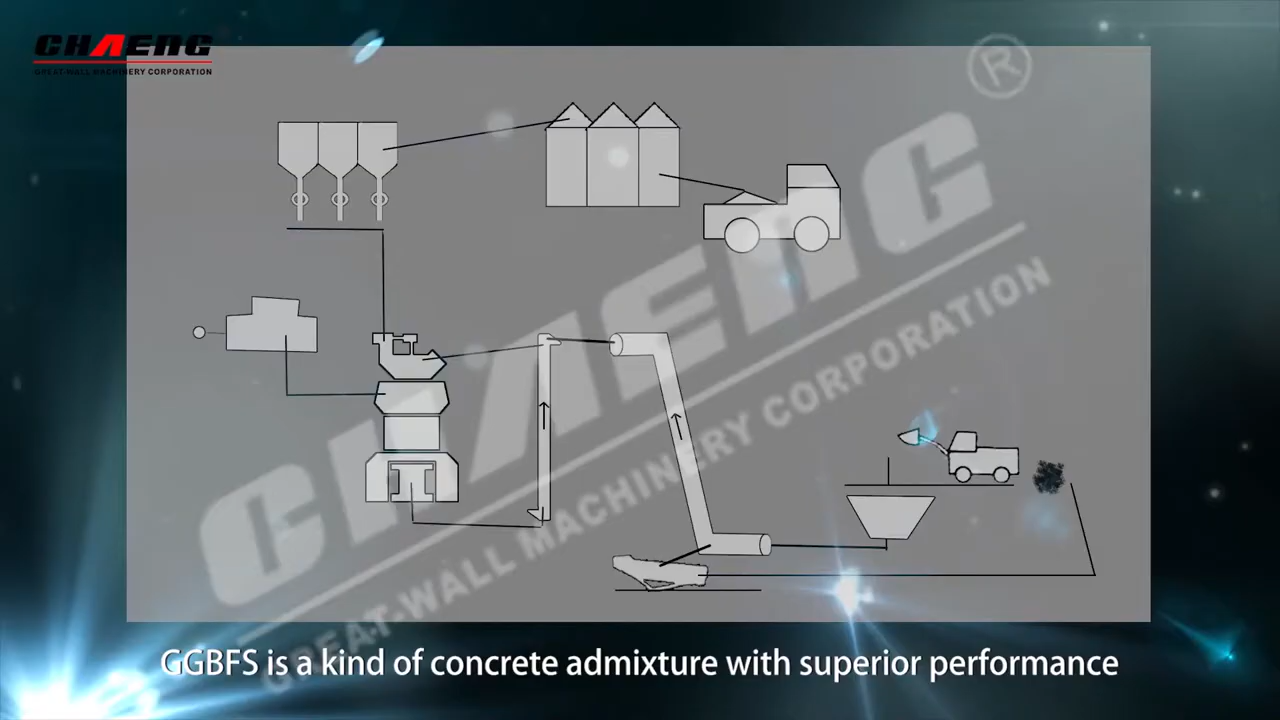 CHAENG
GREAT-WALL MACHINERY CORPORATION
®
CHAENG
GREAT-WALL MACHINERY CORPORATION
GGBFS is a kind of concrete admixture with superior performance